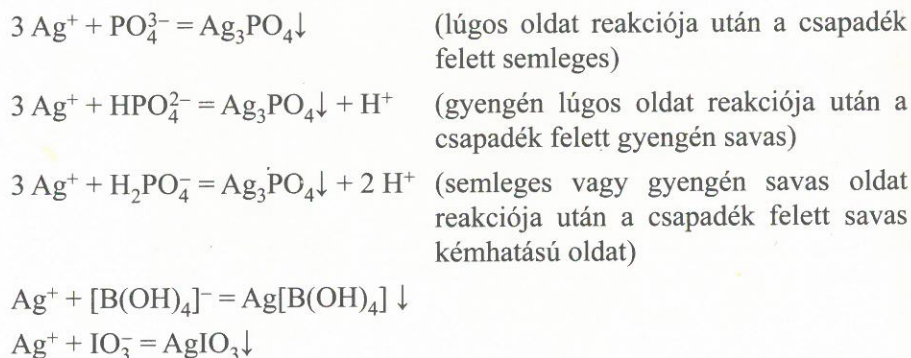 3 Ag⁺ + PO₄³⁻ = Ag₃PO₄↓ (lúgos oldat reakciója után a csapadék
felett semleges)
3 Ag⁺ + HPO₄²⁻ = Ag₃PO₄↓ + H⁺ (gyengén lúgos oldat reakciója után a
csapadék felett gyengén savas)
3 Ag⁺ + H₂PO₄⁻ = Ag₃PO₄↓ + 2 H⁺ (semleges vagy gyengén savas oldat
reakciója után a csapadék felett savas
kémhatású oldat)
Ag⁺ + [B(OH)₄]⁻ = Ag[B(OH)₄] ↓
Ag⁺ + IO₃⁻ = AgIO₃↓